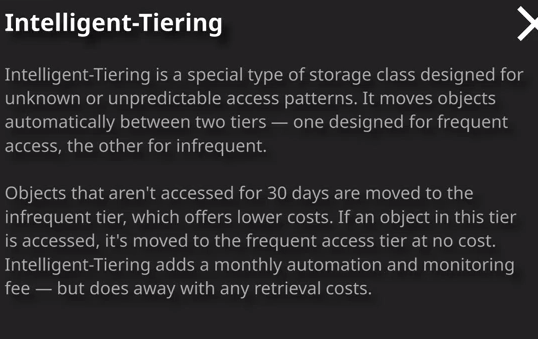 Intelligent-Tiering
Intelligent-Tiering is a special type of storage class designed for
unknown or unpredictable access patterns. It moves objects
automatically between two tiers — one designed for frequent
access, the other for infrequent.
Objects that aren't accessed for 30 days are moved to the
infrequent tier, which offers lower costs. If an object in this tier
is accessed, it's moved to the frequent access tier at no cost.
Intelligent-Tiering adds a monthly automation and monitoring
fee — but does away with any retrieval costs.